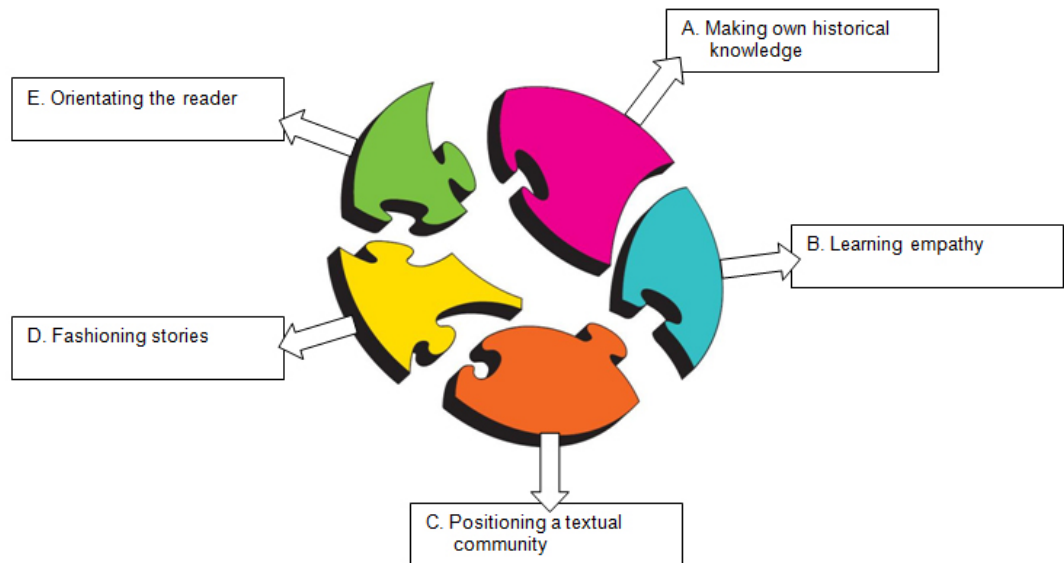 A. Making own historical
knowledge
B. Learning empathy
C. Positioning a textual
community
D. Fashioning stories
E. Orientating the reader